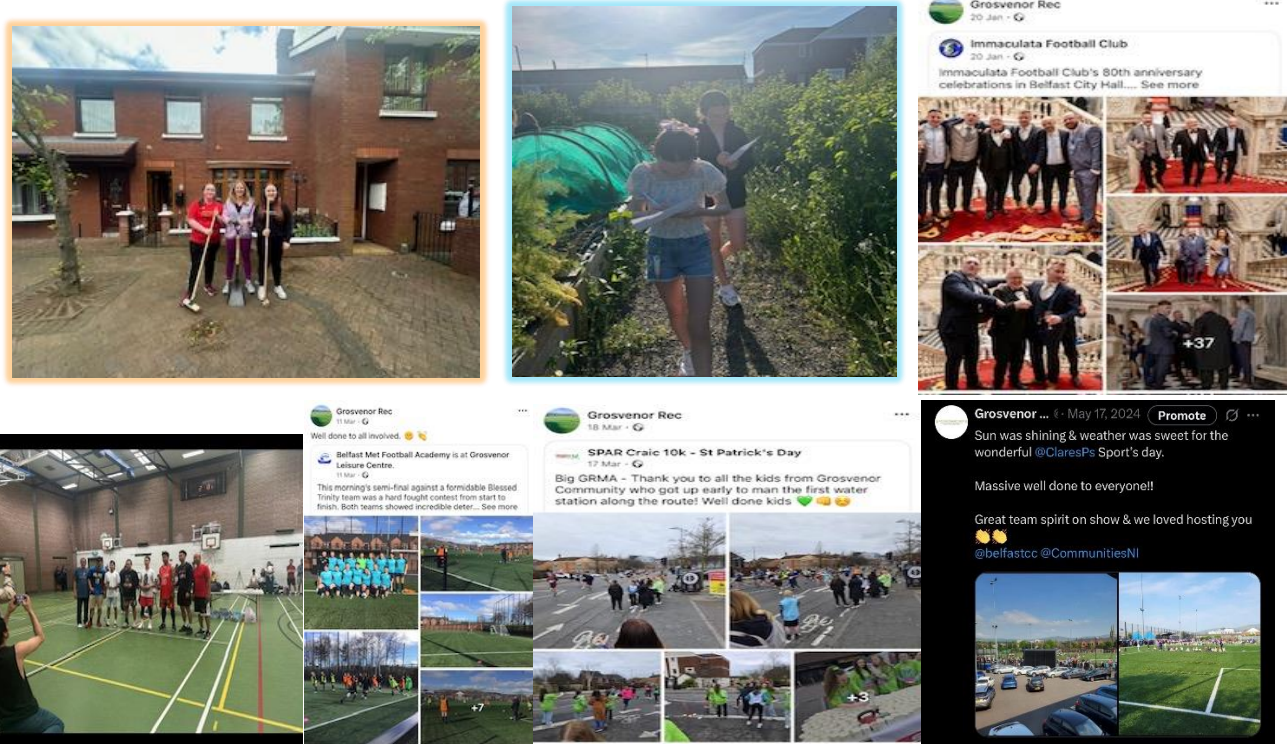 Grosvenor Rec
20 Jan
Immaculata Football Club
20 Jan
Immaculata Football Club's 80th anniversary
celebrations in Belfast City Hall.... See more
+37
Grosvenor Rec
11 Mar
Well done to all involved.
Belfast Met Football Academy is at Grosvenor
Leisure Centre.
11 Mar
This morning's semi-final against a formidable Blessed
Trinity team was a hard fought contest from start to
finish. Both teams showed incredible deter... See more
+7
Grosvenor Rec
18 Mar
SPAR Craic 10k - St Patrick's Day
17 Mar
Big GRMA - Thank you to all the kids from Grosvenor
Community who got up early to man the first water
station along the route! Well done kids 💚👊☺️
+3
Grosvenor ... · May 17, 2024 Promote
Sun was shining & weather was sweet for the
wonderful @ClaresPs Sport's day.
Massive well done to everyone!!
Great team spirit on show & we loved hosting you
👏👏
@belfastcc @CommunitiesNI